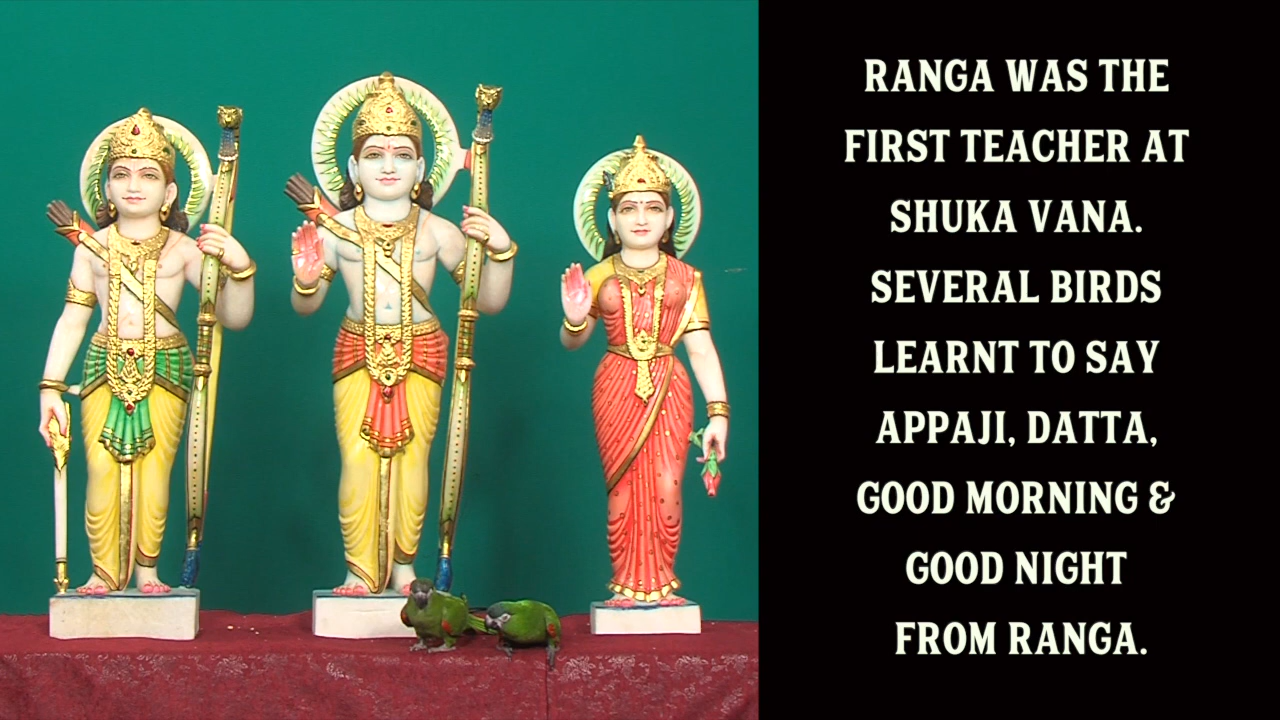 RANGA WAS THE
FIRST TEACHER AT
SHUKA VANA.
SEVERAL BIRDS
LEARNT TO SAY
APPAJI, DATTA,
GOOD MORNING &
GOOD NIGHT
FROM RANGA.